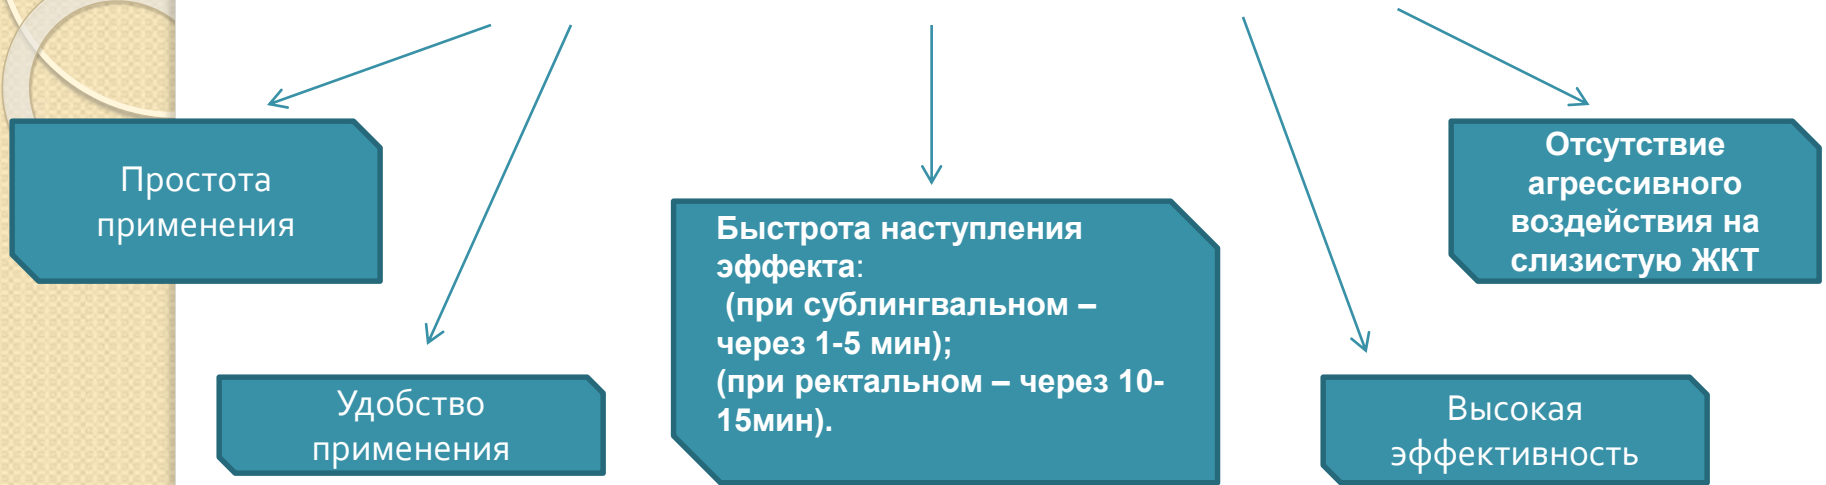 Простота
применения
Удобство
применения
Быстрота наступления
эффекта:
(при сублингвальном –
через 1-5 мин);
(при ректальном – через 10-
15мин).
Высокая
эффективность
Отсутствие
агрессивного
воздействия на
слизистую ЖКТ